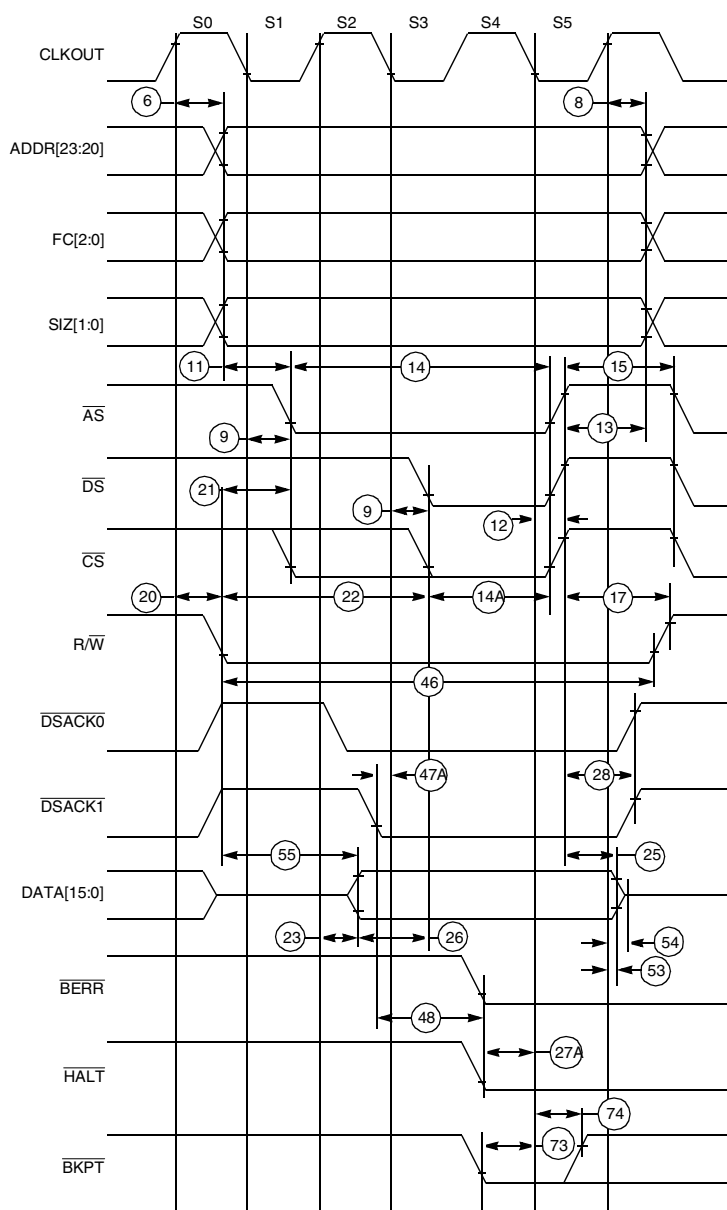 S0 S1 S2 S3 S4 S5
CLKOUT
6 8
ADDR[23:20]
FC[2:0]
SIZ[1:0]
11 14 15
AS
9 13
DS
21 9 12
CS
20 22 14A 17
R/W
46
DSACK0
47A 28
DSACK1
55 25
DATA[15:0]
23 26 54
53
BERR
48
27A
HALT
74
73
BKPT